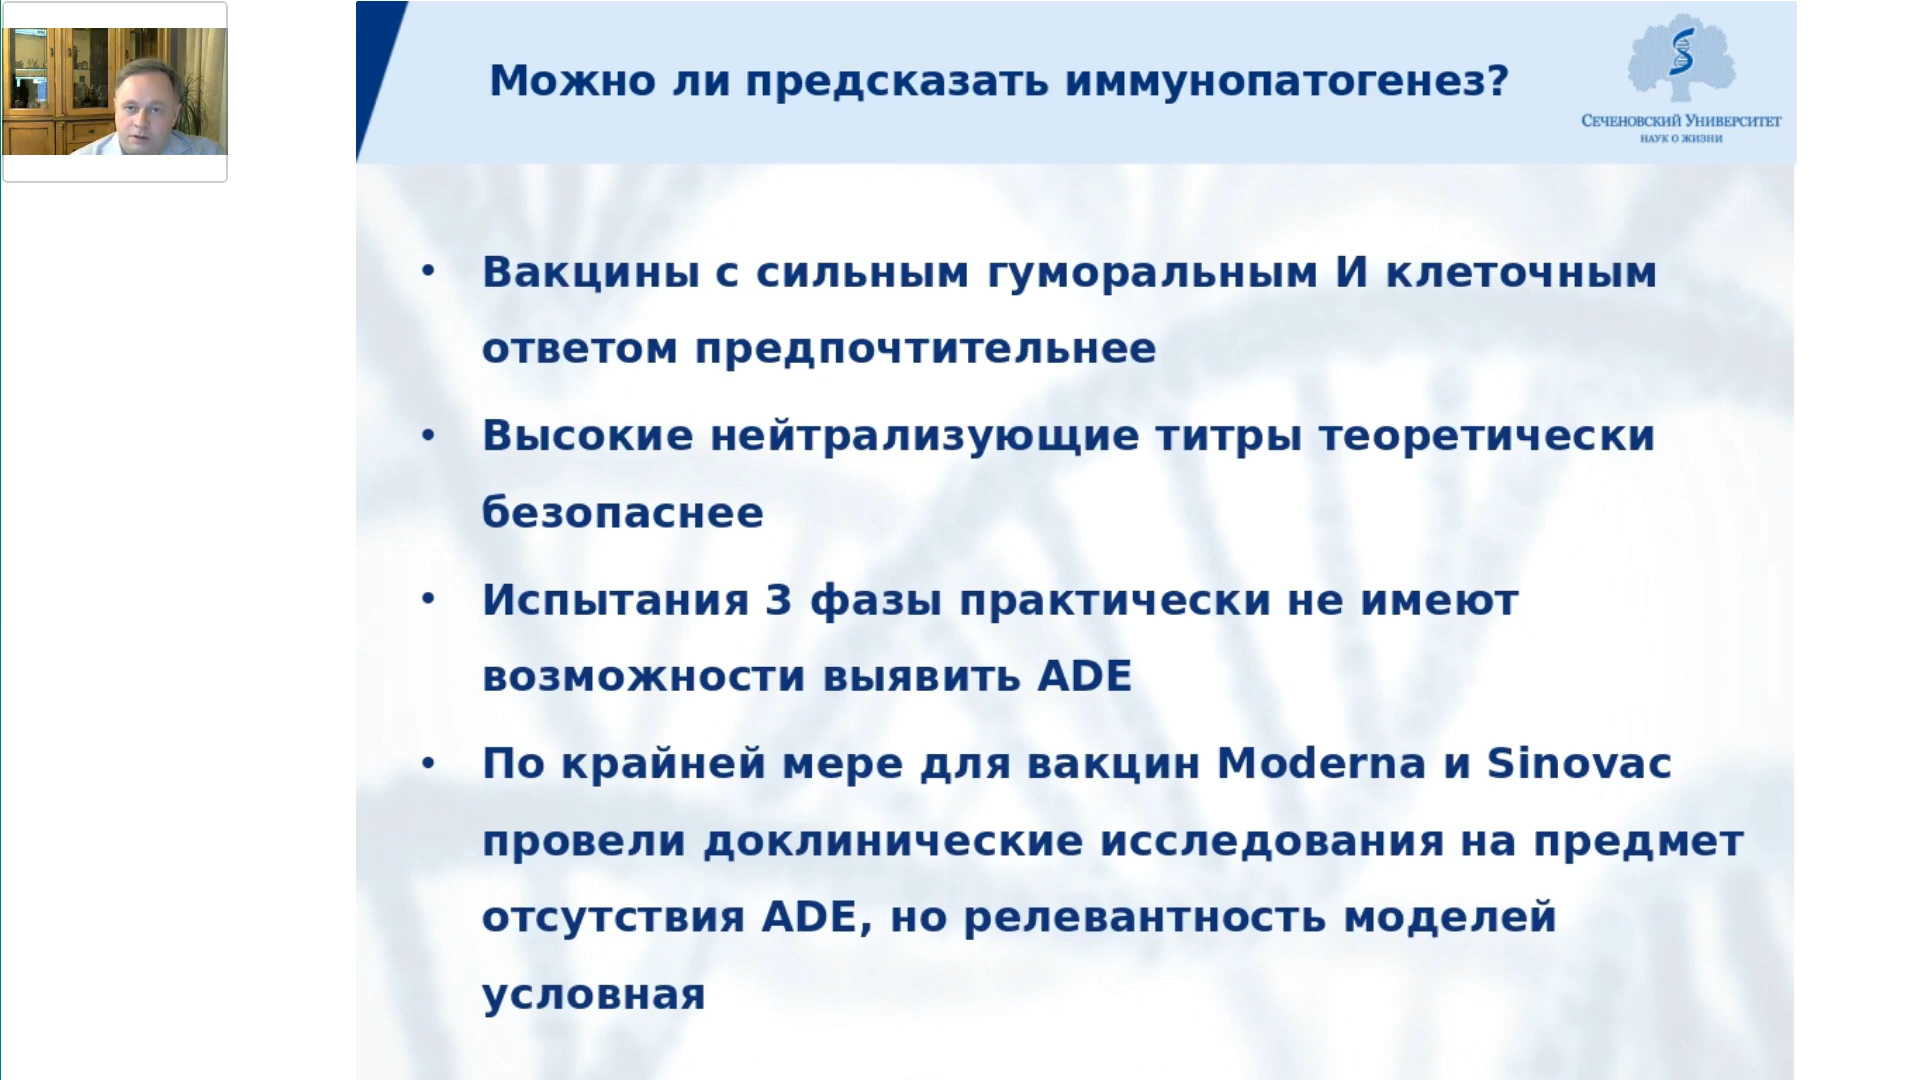 Можно ли предсказать иммунопатогенез?
Сеченовский Университет
наук о жизни
• Вакцины с сильным гуморальным И клеточным
ответом предпочтительнее
• Высокие нейтрализующие титры теоретически
безопаснее
• Испытания 3 фазы практически не имеют
возможности выявить ADE
• По крайней мере для вакцин Moderna и Sinovac
провели доклинические исследования на предмет
отсутствия ADE, но релевантность моделей
условная